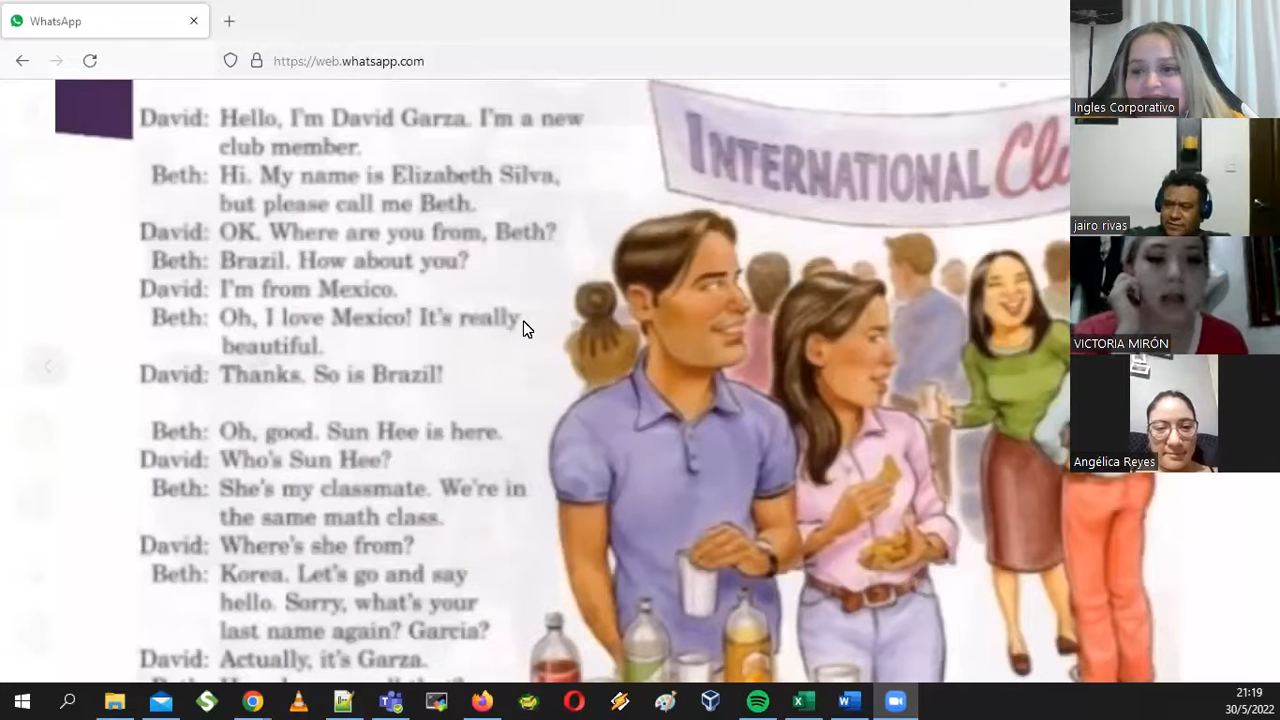 WhatsApp
https://web.whatsapp.com
David: Hello, I'm David Garza. I'm a new
club member.
Beth: Hi. My name is Elizabeth Silva,
but please call me Beth.
David: OK. Where are you from, Beth?
Beth: Brazil. How about you?
David: I'm from Mexico.
Beth: Oh, I love Mexico! It's really
beautiful.
David: Thanks. So is Brazil!
Beth: Oh, good. Sun Hee is here.
David: Who's Sun Hee?
Beth: She's my classmate. We're in
the same math class.
David: Where's she from?
Beth: Korea. Let's go and say
hello. Sorry, what's your
last name again? Garcia?
David: Actually, it's Garza.
INTERNATIONAL
Ingles Corporativo
jairo rivas
VICTORIA MIRÓN
Angélica Reyes
21:19
30/5/2022